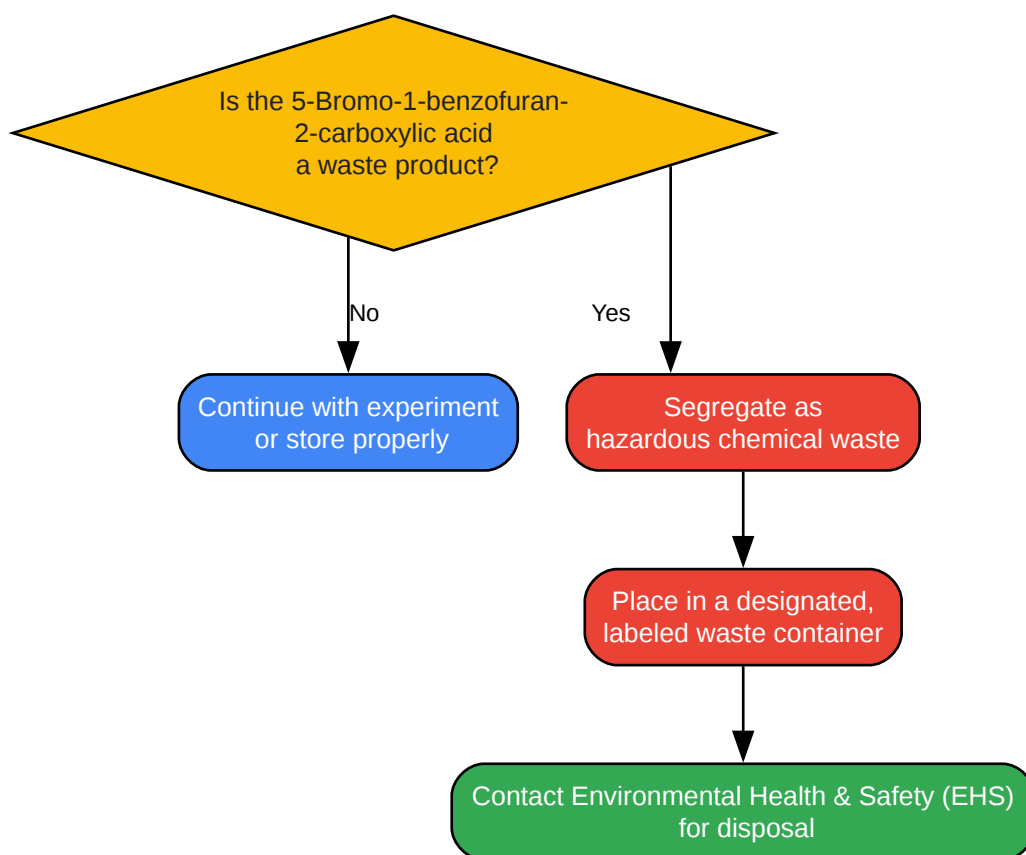 Is the 5-Bromo-1-benzofuran-
2-carboxylic acid
a waste product?
No
Yes
Continue with experiment
or store properly
Segregate as
hazardous chemical waste
Place in a designated,
labeled waste container
Contact Environmental Health & Safety (EHS)
for disposal